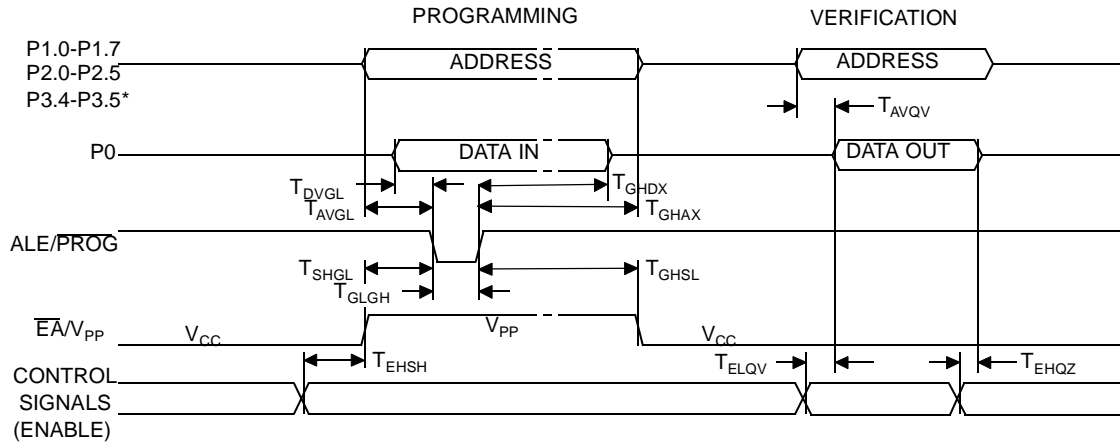 PROGRAMMING VERIFICATION
P1.0-P1.7
P2.0-P2.5
P3.4-P3.5*
ADDRESS ADDRESS
TAVQV
P0 DATA IN DATA OUT
TDVGL TGHDX
TAVGL TGHAX
ALE/PROG
TSHGL TGHSL
TGLGH
EA/VPP VCC VPP VCC
TEHSH TELQV TEHQZ
CONTROL
SIGNALS
(ENABLE)